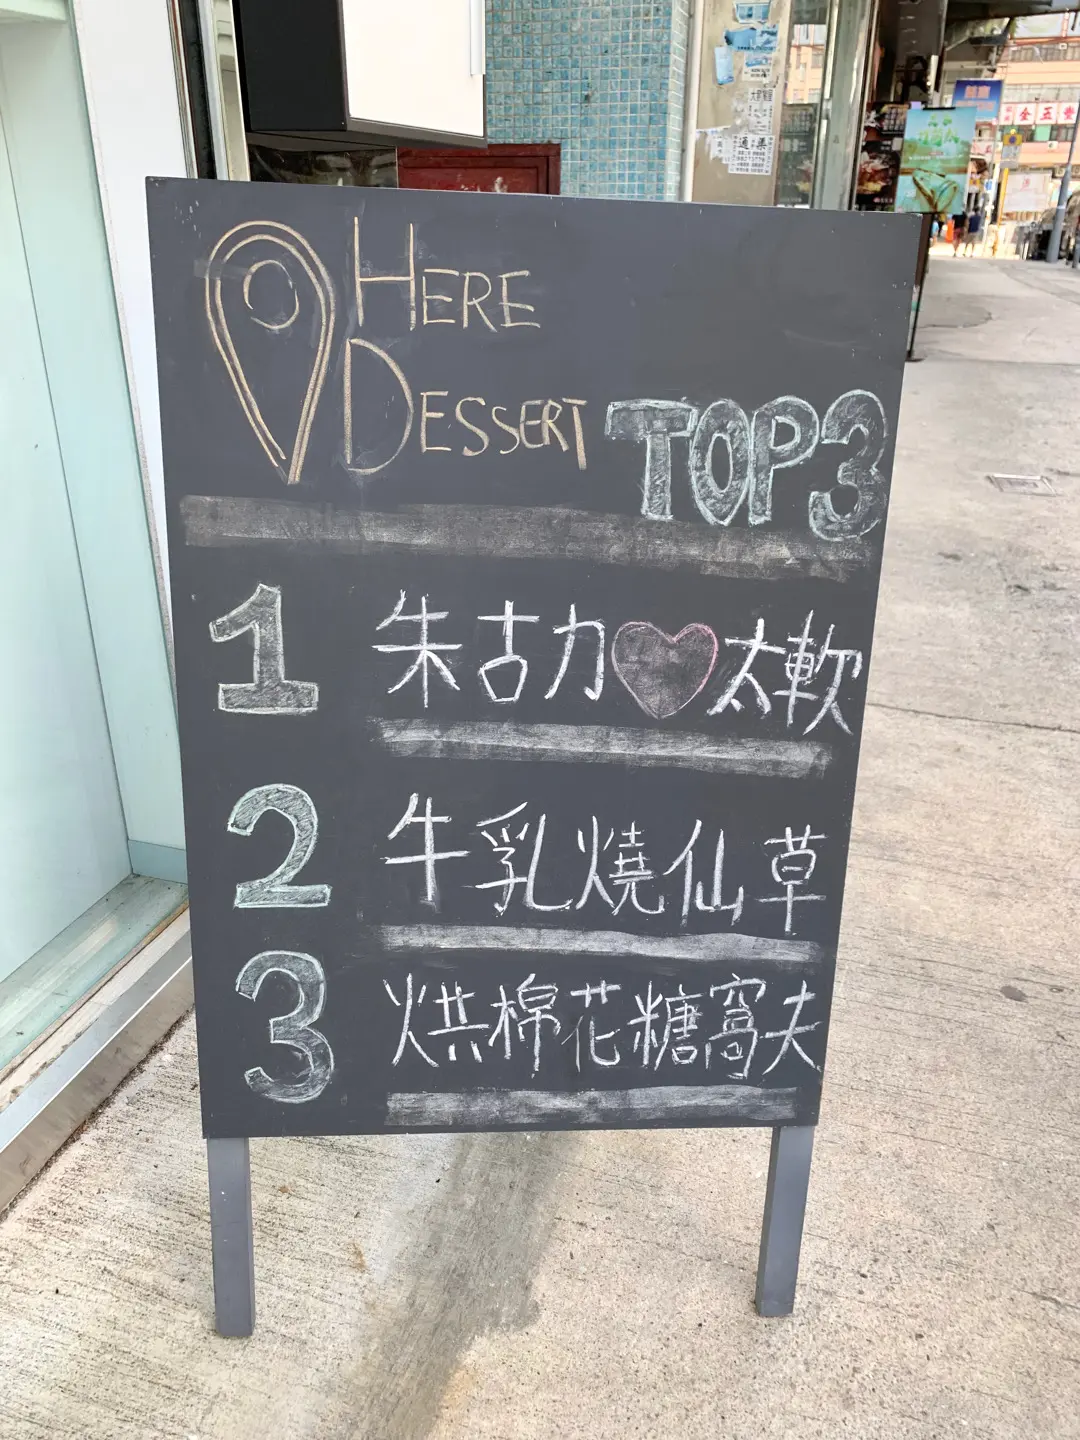 HERE
DESSERT
TOP3
1 朱古力♡太軟
2 牛乳燒仙草
3 烘棉花糖窩夫